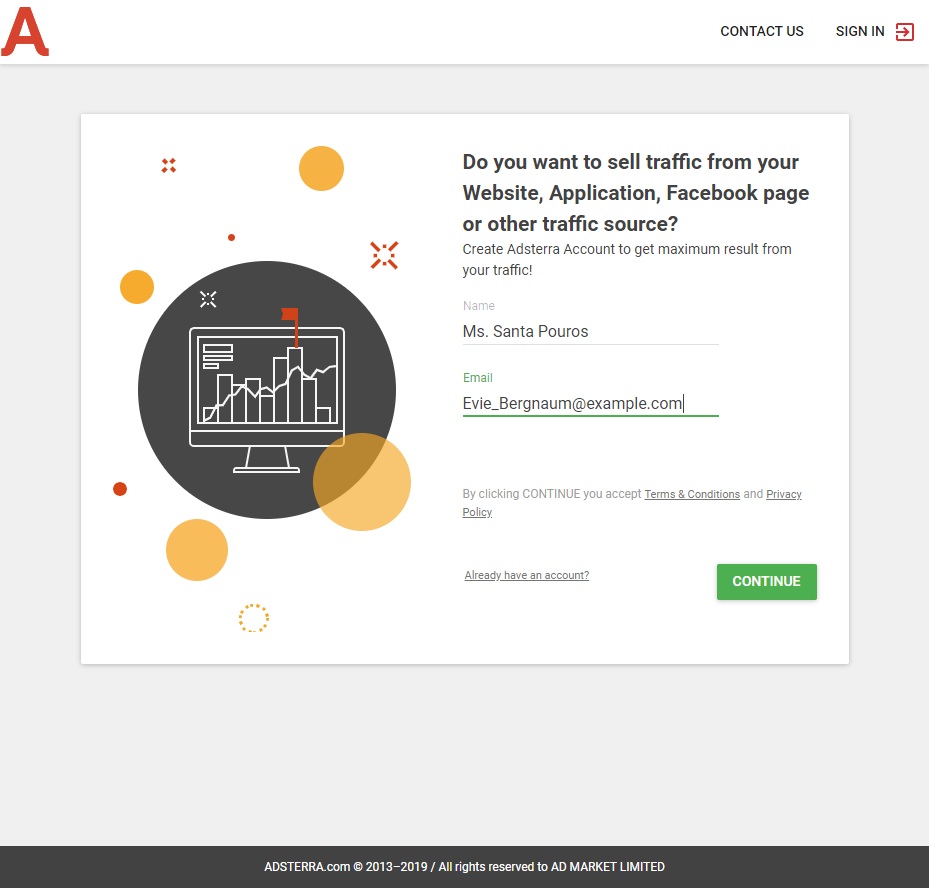 A
CONTACT US
SIGN IN
Do you want to sell traffic from your
Website, Application, Facebook page
or other traffic source?
Create Adsterra Account to get maximum result from
your traffic!
Name
Ms. Santa Pouros
Email
Evie_Bergnaum@example.com
By clicking CONTINUE you accept Terms & Conditions and Privacy
Policy
Already have an account?
CONTINUE
ADSTERRA.com © 2013–2019 / All rights reserved to AD MARKET LIMITED